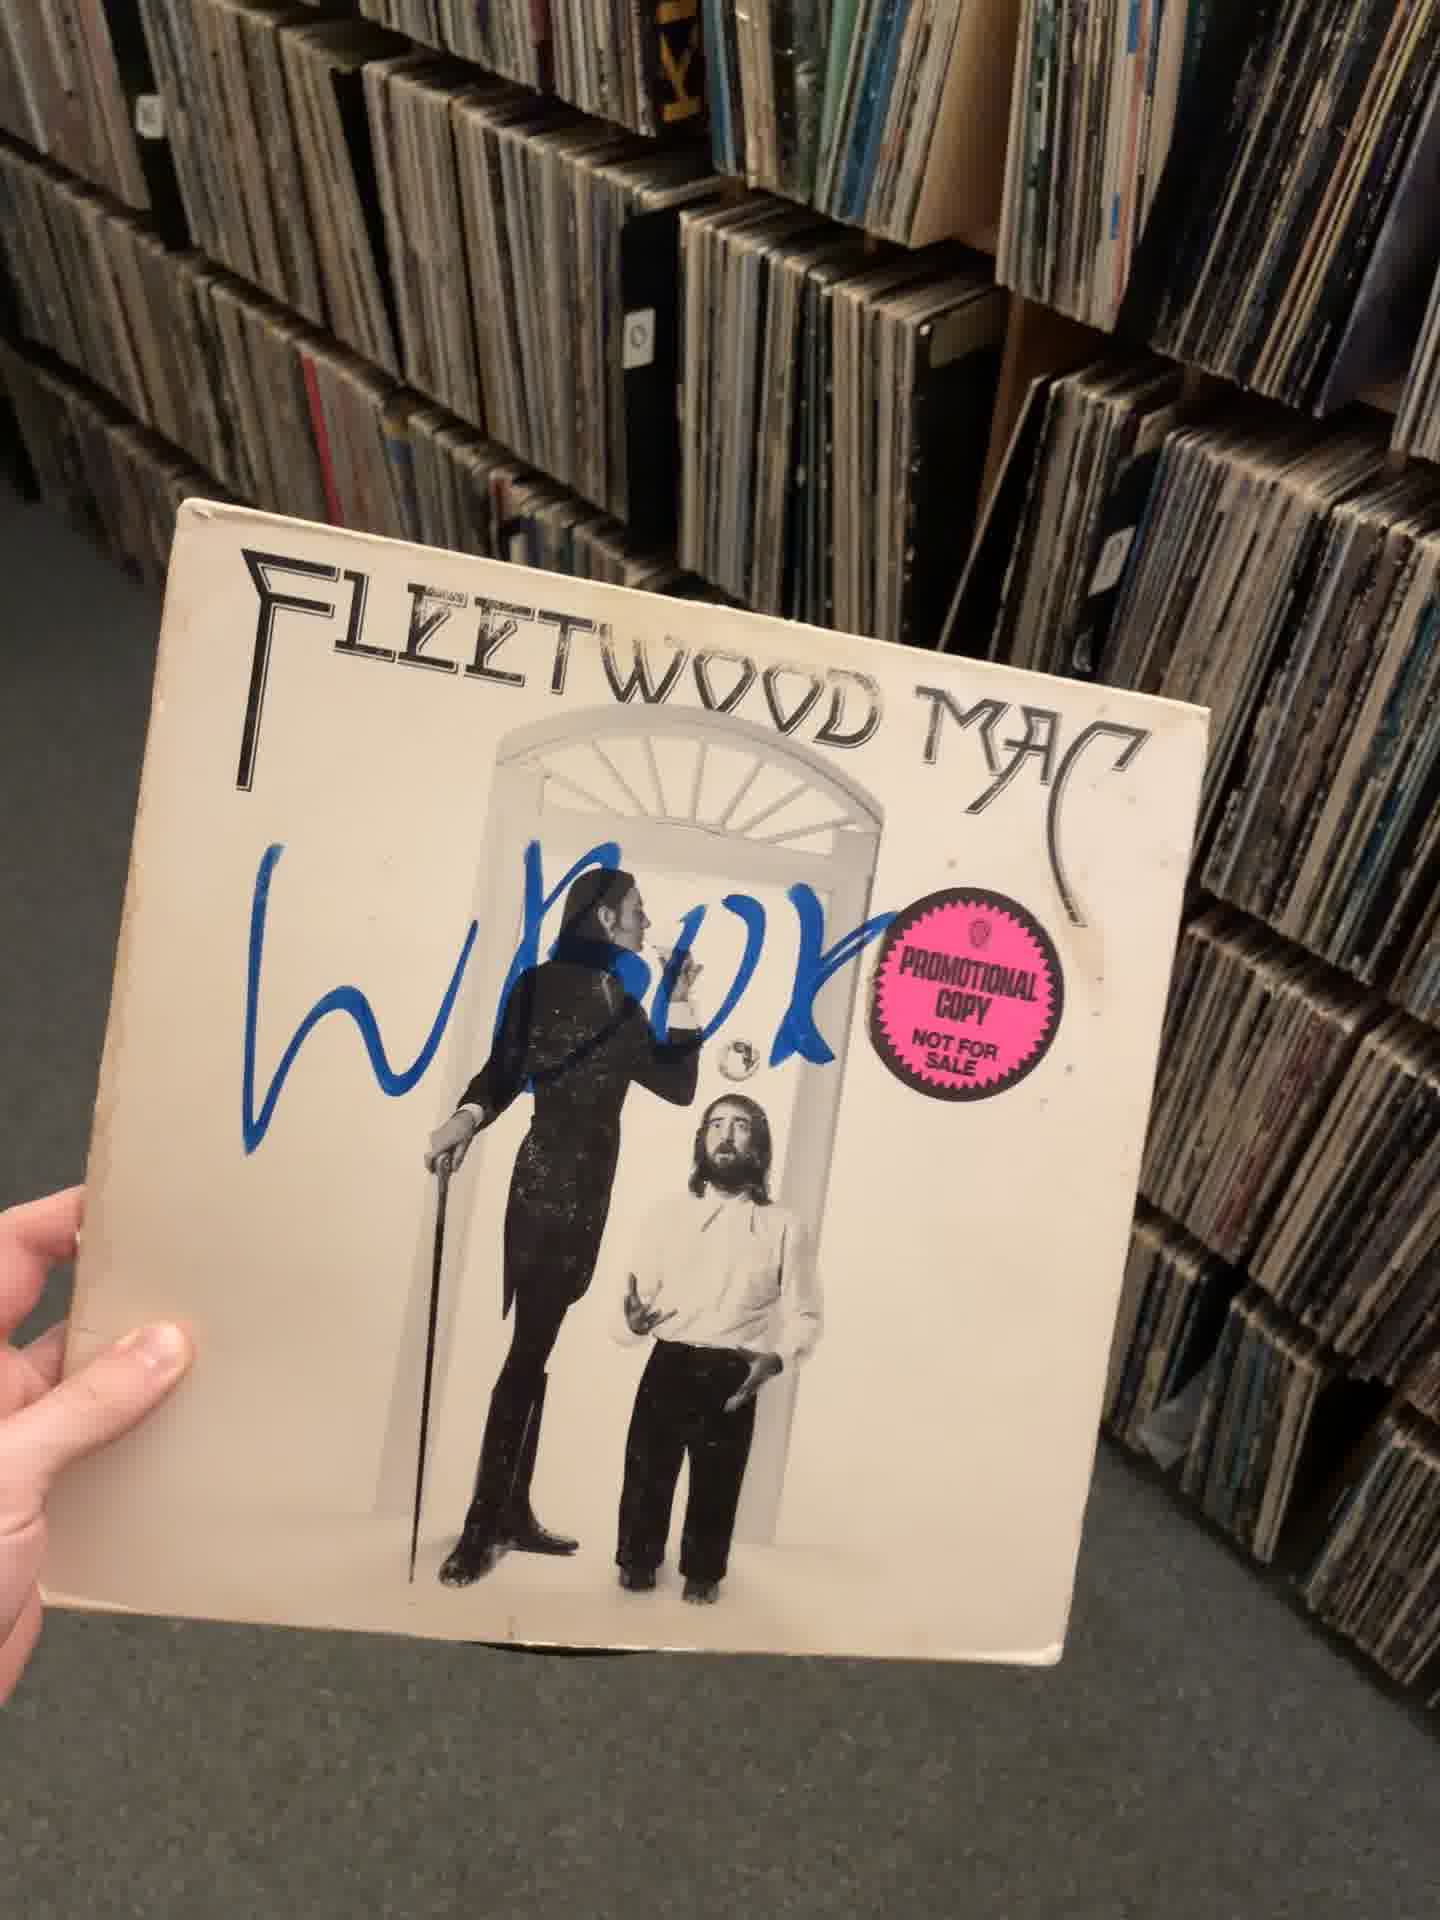 FLEETWOOD MAC
WBOR
PROMOTIONAL
COPY
NOT FOR
SALE